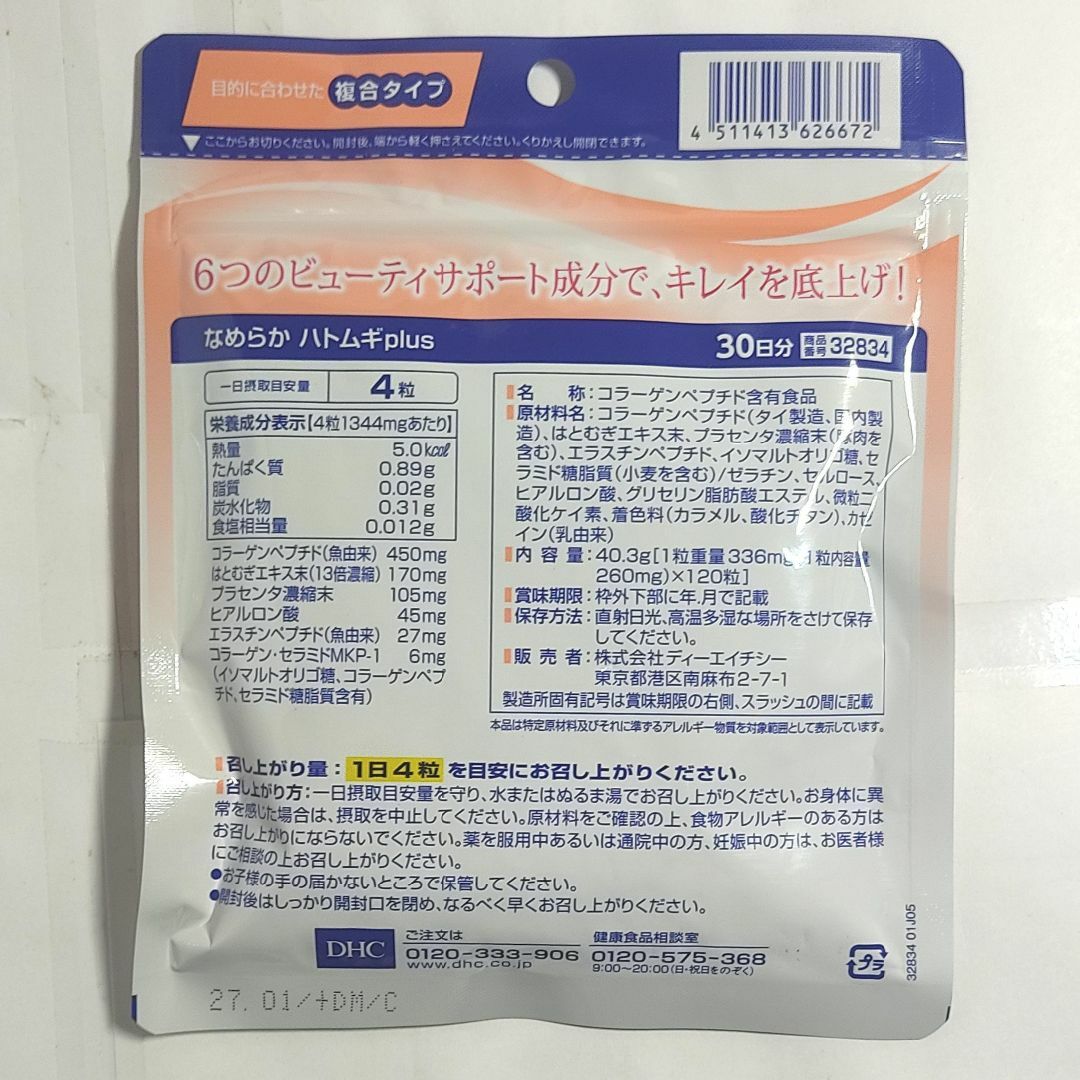 目的に合わせた 複合タイプ
▼ここからお切りください。開封後、端から軽く押さえてください。くりかえし開閉できます。
4 511413 626672
6つのビューティサポート成分で、キレイを底上げ!
なめらか ハトムギplus
30日分 商品番号 32834
一日摂取目安量 4粒
栄養成分表示【4粒1344mgあたり】
熱量 5.0kcal
たんぱく質 0.89g
脂質 0.02g
炭水化物 0.31g
食塩相当量 0.012g
コラーゲンペプチド(魚由来) 450mg
はとむぎエキス末(13倍濃縮) 170mg
プラセンタ濃縮末 105mg
ヒアルロン酸 45mg
エラスチンペプチド(魚由来) 27mg
コラーゲン・セラミドMKP-1 6mg
(イソマルトオリゴ糖、コラーゲンペプ
チド、セラミド糖脂質含有)
名 称:コラーゲンペプチド含有食品
原材料名:コラーゲンペプチド(タイ製造、国内製
造)、はとむぎエキス末、プラセンタ濃縮末(豚肉を
含む)、エラスチンペプチド、イソマルトオリゴ糖、セ
ラミド糖脂質(小麦を含む)/ゼラチン、セルロース、
ヒアルロン酸、グリセリン脂肪酸エステル、微粒二
酸化ケイ素、着色料(カラメル、酸化チタン)、カゼ
イン(乳由来)
内 容 量:40.3g[1粒重量336mg(1粒内容量
260mg)×120粒]
賞味期限:枠外下部に年.月で記載
保存方法:直射日光、高温多湿な場所をさけて保存
してください。
販 売 者:株式会社ディーエイチシー
東京都港区南麻布2-7-1
製造所固有記号は賞味期限の右側、スラッシュの間に記載
本品は特定原材料及びそれに準ずるアレルギー物質を対象範囲として表示しています。
召し上がり量:1日4粒を目安にお召し上がりください。
召し上がり方:一日摂取目安量を守り、水またはぬるま湯でお召し上がりください。お身体に異
常を感じた場合は、摂取を中止してください。原材料をご確認の上、食物アレルギーのある方は
お召し上がりにならないでください。薬を服用中あるいは通院中の方、妊娠中の方は、お医者様
にご相談の上お召し上がりください。
●お子様の手の届かないところで保管してください。
●開封後はしっかり開封口を閉め、なるべく早くお召し上がりください。
DHC
ご注文は
0120-333-906
www.dhc.co.jp
健康食品相談室
0120-575-368
9:00~20:00(日・祝日をのぞく)
プラ
32834 01J05
27.01/+DM/C